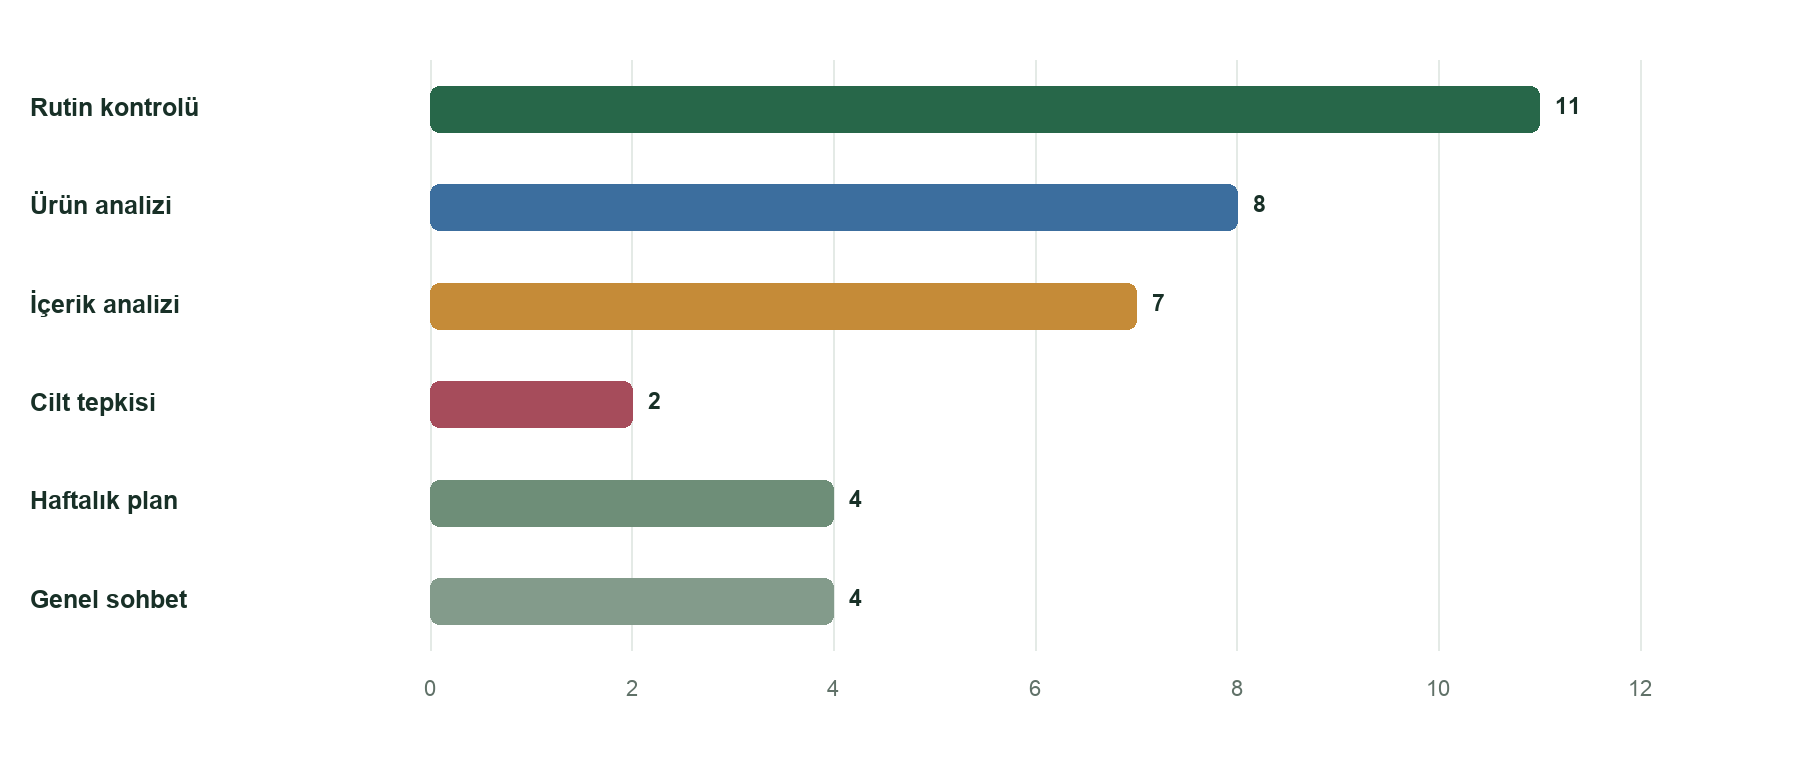 Rutin kontrolü 11
Ürün analizi 8
İçerik analizi 7
Cilt tepkisi 2
Haftalık plan 4
Genel sohbet 4
0 2 4 6 8 10 12